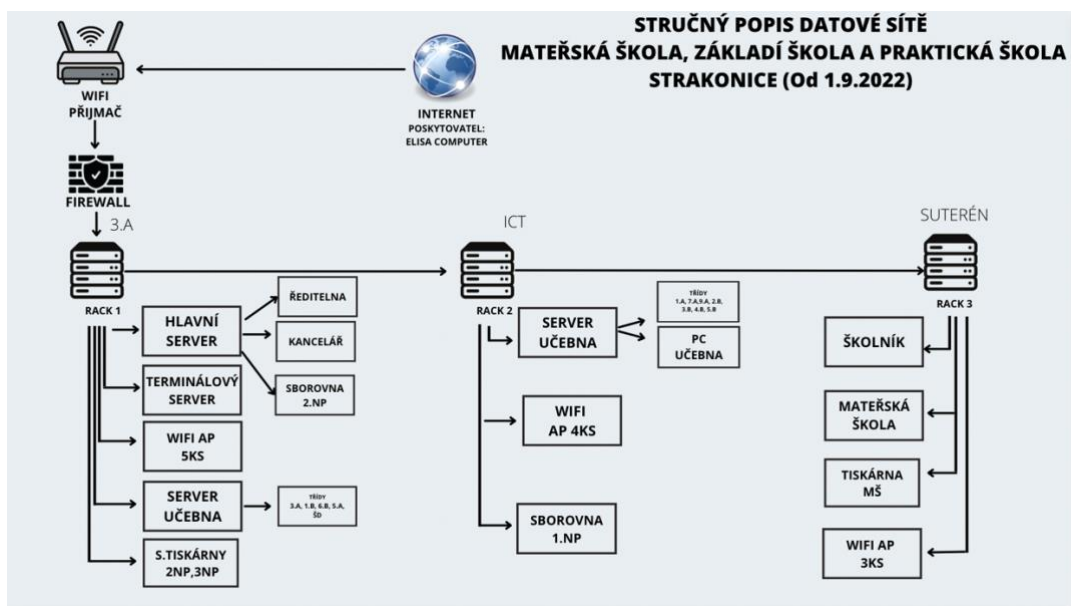 STRUČNÝ POPIS DATOVÉ SÍTĚ
MATEŘSKÁ ŠKOLA, ZÁKLADÍ ŠKOLA A PRAKTICKÁ ŠKOLA
STRAKONICE (Od 1.9.2022)
WIFI
PŘIJMAČ
INTERNET
POSKYTOVATEL:
ELISA COMPUTER
FIREWALL
3.A
ICT
SUTERÉN
RACK 1
RACK 2
RACK 3
HLAVNÍ
SERVER
ŘEDITELNA
KANCELÁŘ
SBOROVNA
2.NP
TERMINÁLOVÝ
SERVER
WIFI AP
5KS
SERVER
UČEBNA
TŘÍDY
3.A, 1.B, 6.B, 5.A,
ŠD
S.TISKÁRNY
2NP,3NP
SERVER
UČEBNA
TŘÍDY
1.A, 7.A,9.A, 2.B,
3.B, 4.B, 5.B
PC
UČEBNA
WIFI
AP 4KS
SBOROVNA
1.NP
ŠKOLNÍK
MATEŘSKÁ
ŠKOLA
TISKÁRNA
MŠ
WIFI AP
3KS